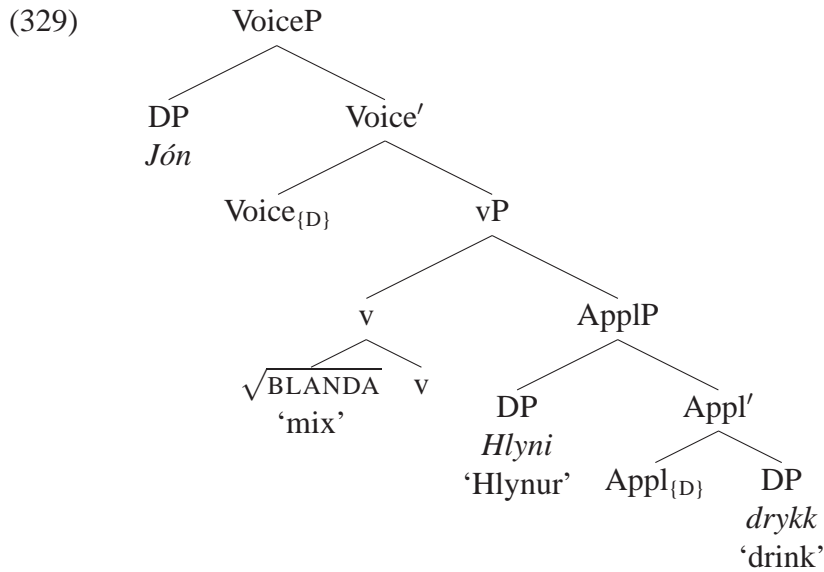 (329) VoiceP
DP Voice′
Jón
Voice{D} vP
v ApplP
√BLANDA v DP Appl′
‘mix’ Hlyni
‘Hlynur’ Appl{D} DP
drykk
‘drink’